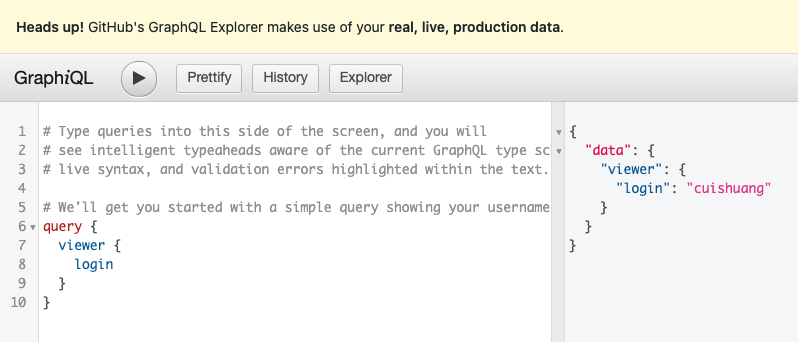 Heads up! GitHub's GraphQL Explorer makes use of your real, live, production data.
GraphiQL Prettify History Explorer
1 # Type queries into this side of the screen, and you will
2 # see intelligent typeaheads aware of the current GraphQL type sc
3 # live syntax, and validation errors highlighted within the text.
4
5 # We'll get you started with a simple query showing your username
6 query {
7 viewer {
8 login
9 }
10 }
{
"data": {
"viewer": {
"login": "cuishuang"
}
}
}